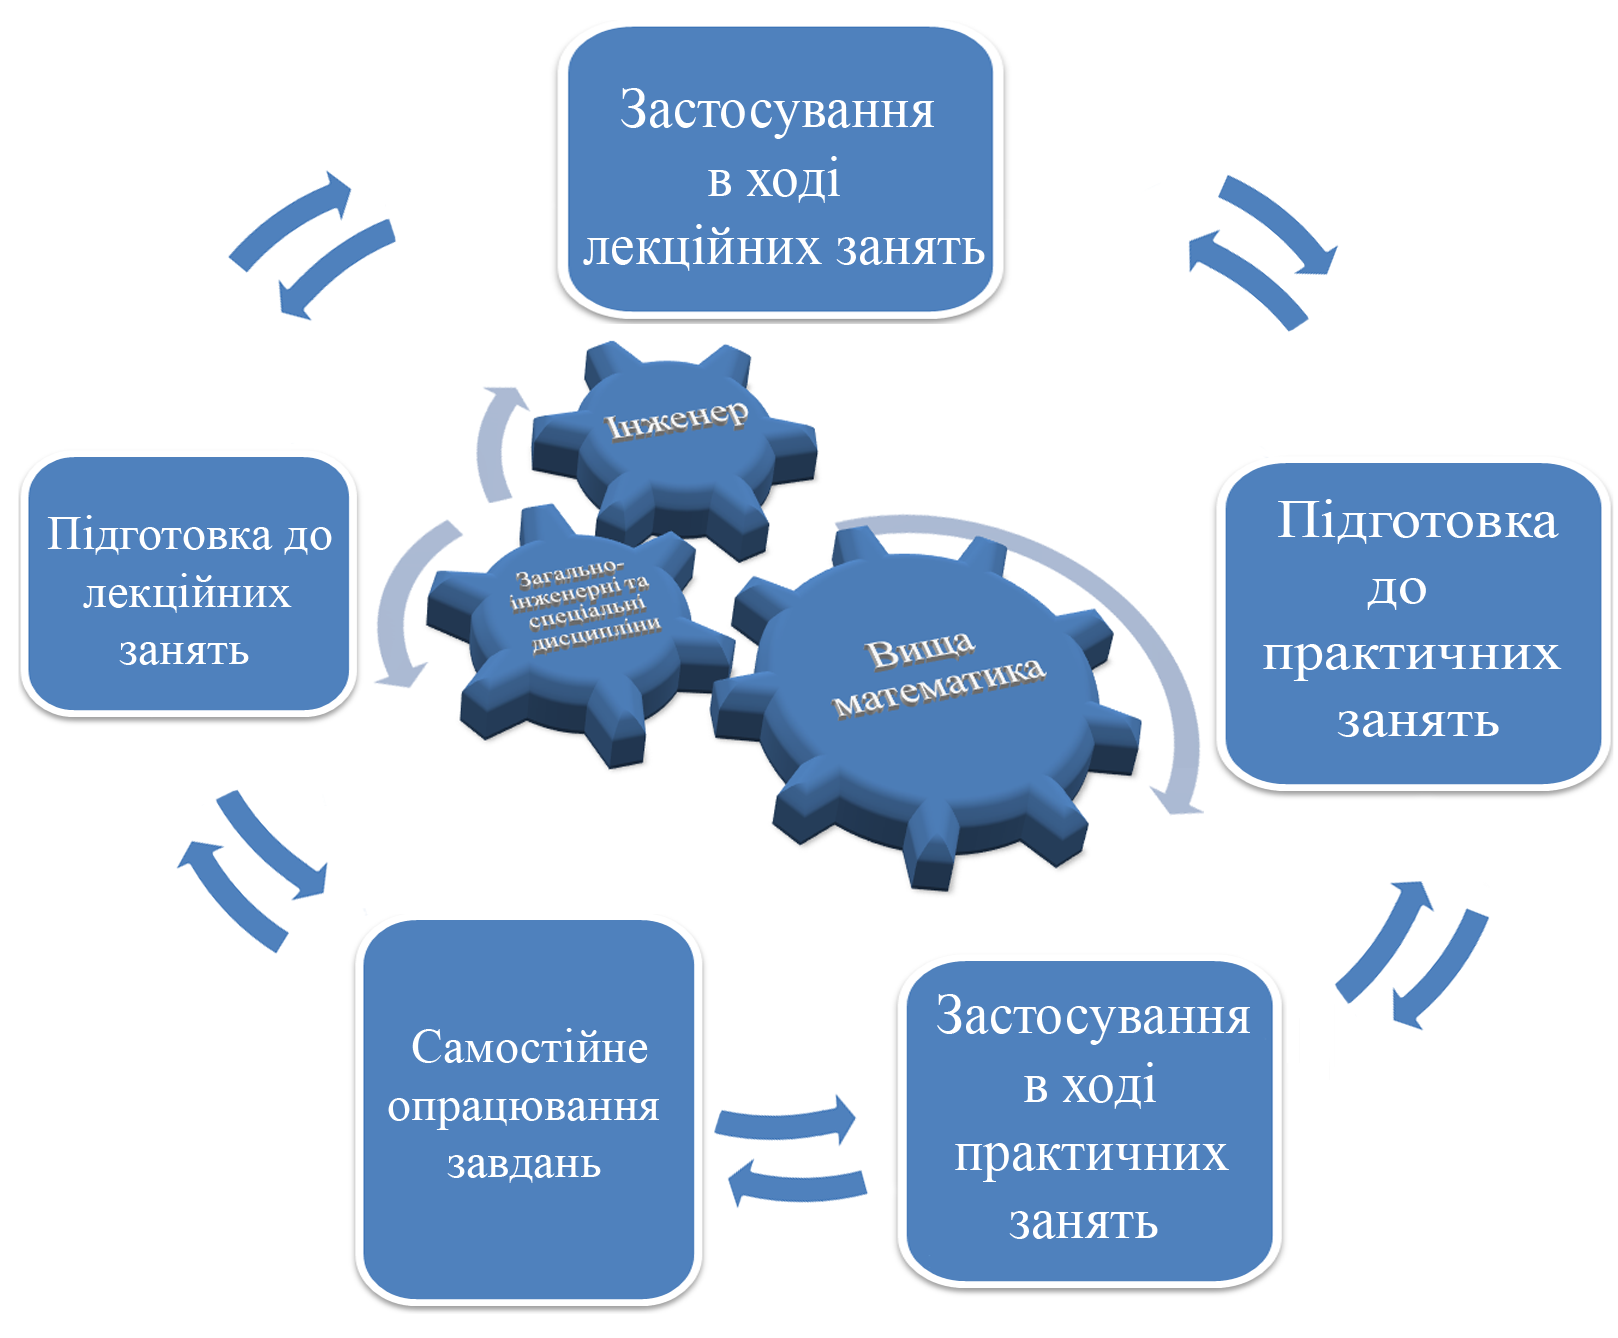 Застосування
в ході
лекційних занять
Інженер
Підготовка до
лекційних
занять
Загально-
інженерні та
спеціальні
дисципліни
Вища
математика
Підготовка
до
практичних
занять
Самостійне
опрацювання
завдань
Застосування
в ході
практичних
занять